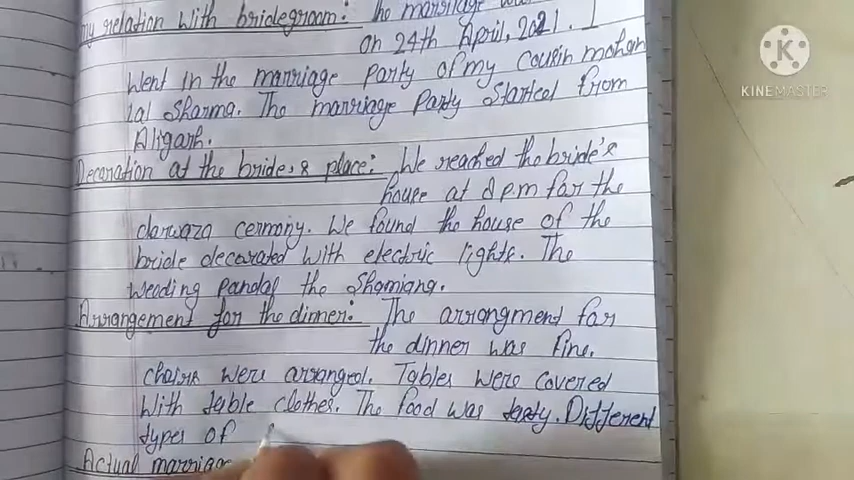 my relation with bridegroom: The marriage was
on 24th April, 2021. I
Went in the marriage party of my cousin mohan
lal Sharma. The marriage Party Started from
Aligarh.
Decoration at the bride,s place: We reached the bride's
house at 8 p.m for the
darwaza cermony. We found the house of the
bride decorated with electric lights. The
weading pandal the Shamiana.
Arrangement for the dinner: The arrangment for
the dinner was fine.
chairs were arranged. Tables were covered
With table clothes. The food was tasty. Different
types of
Actual marriage
KINEMASTER